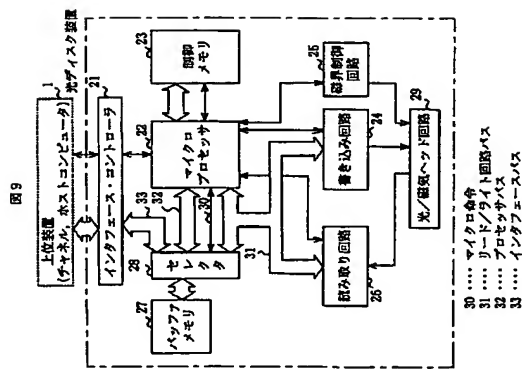 図9
上位装置
(チャネル、ホストコンピュータ)
1
光ディスク装置
21
インタフェース・コントローラ
22
マイクロ
プロセッサ
23
制御
メモリ
33
32
30
31
28
セレクタ
27
バッファ
メモリ
25
磁界制御
回路
書き込み回路
24
読み取り回路
26
29
光/磁気ヘッド回路
30 ····· マイクロ命令
31 ····· リード/ライト回路バス
32 ····· プロセッサバス
33 ····· インタフェースバス